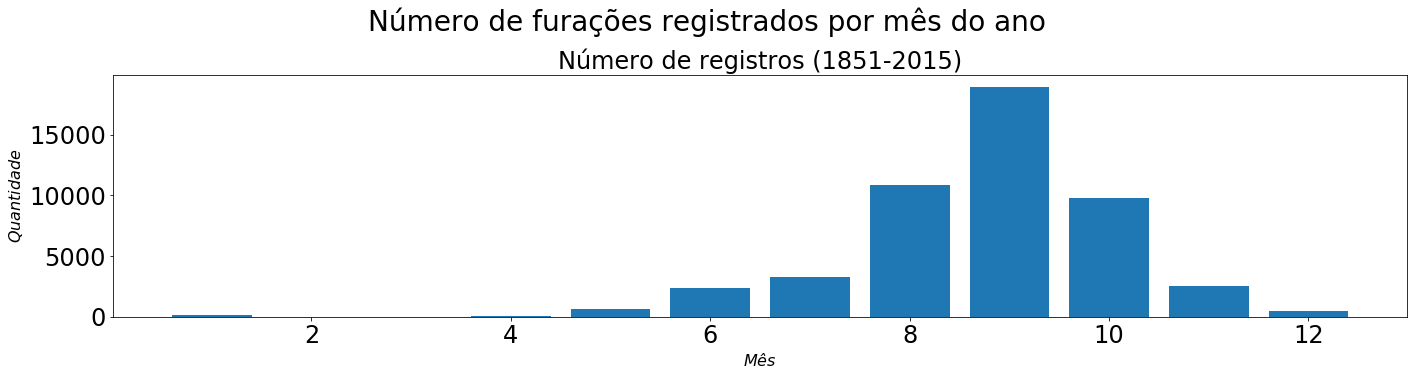 Número de furações registrados por mês do ano
Número de registros (1851-2015)
Quantidade
15000
10000
5000
0
2 4 6 8 10 12
Mês